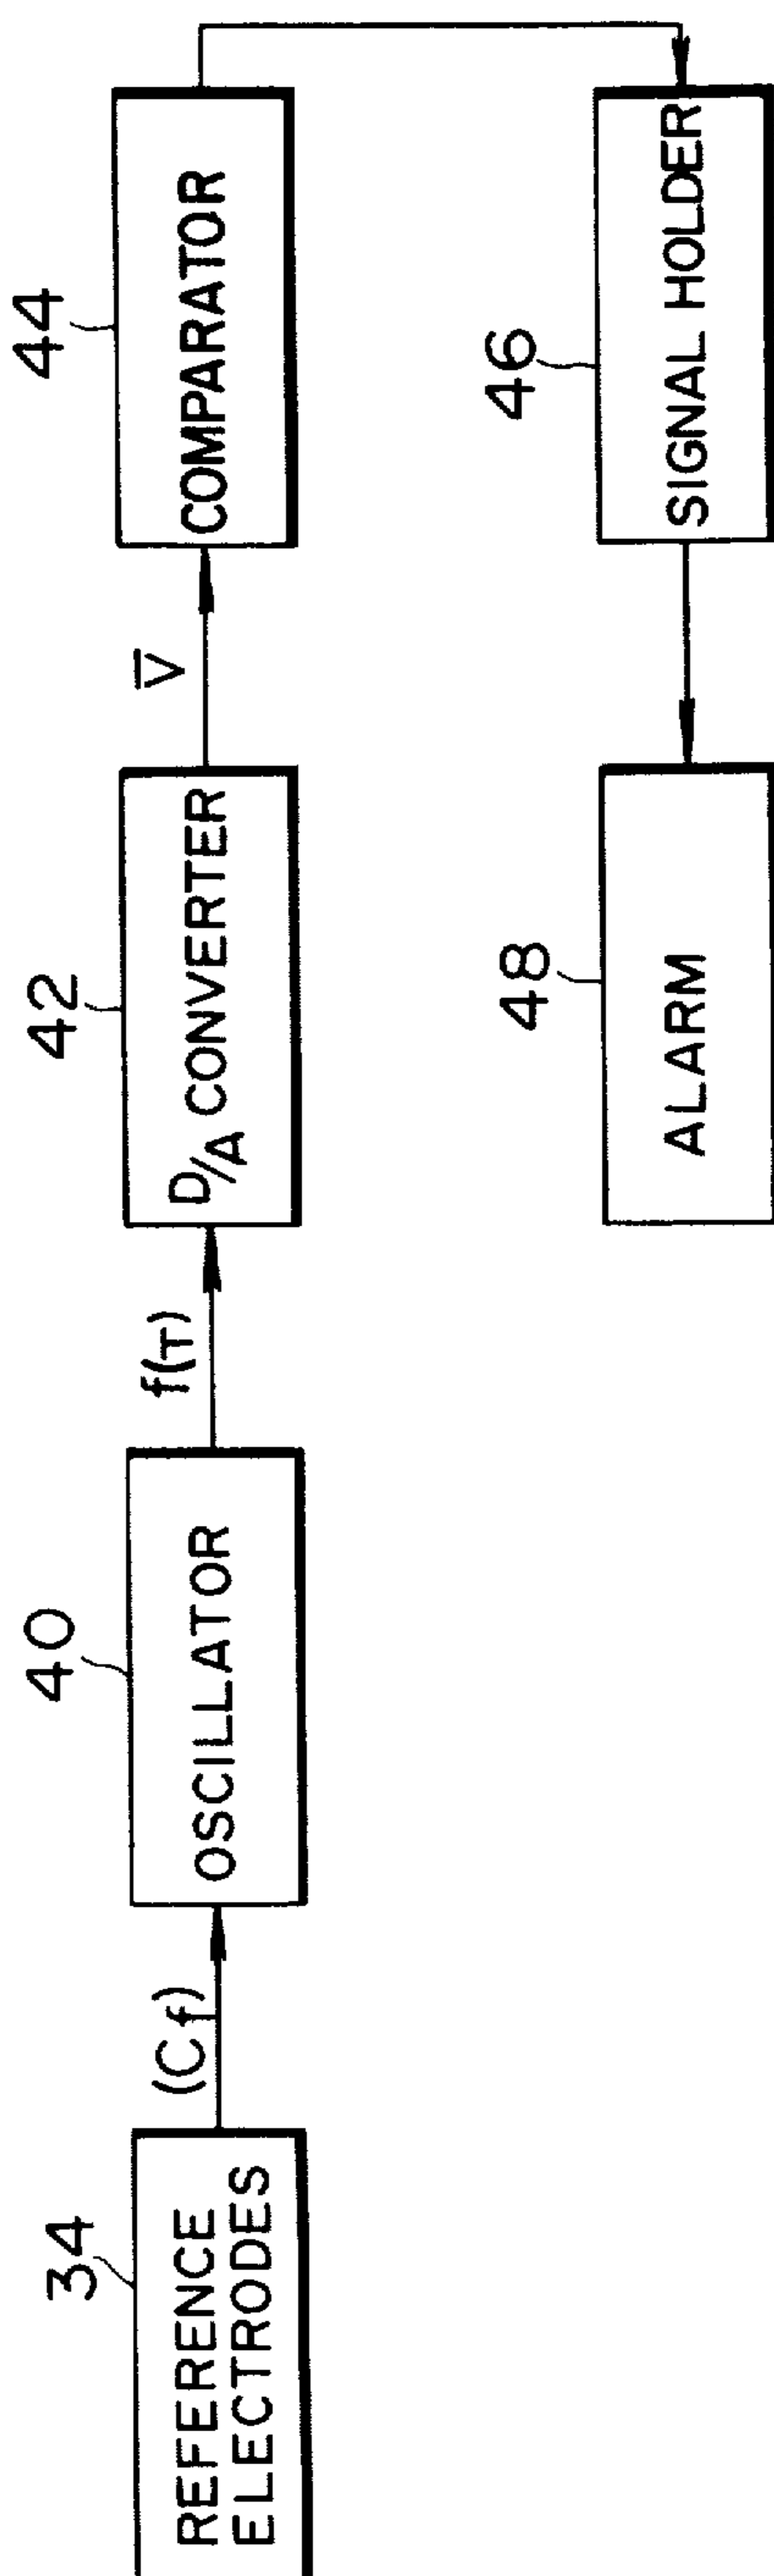 34
REFERENCE
ELECTRODES
(Cf)
40
OSCILLATOR
f(T)
42
D/A CONVERTER
V̅
44
COMPARATOR
46
SIGNAL HOLDER
48
ALARM